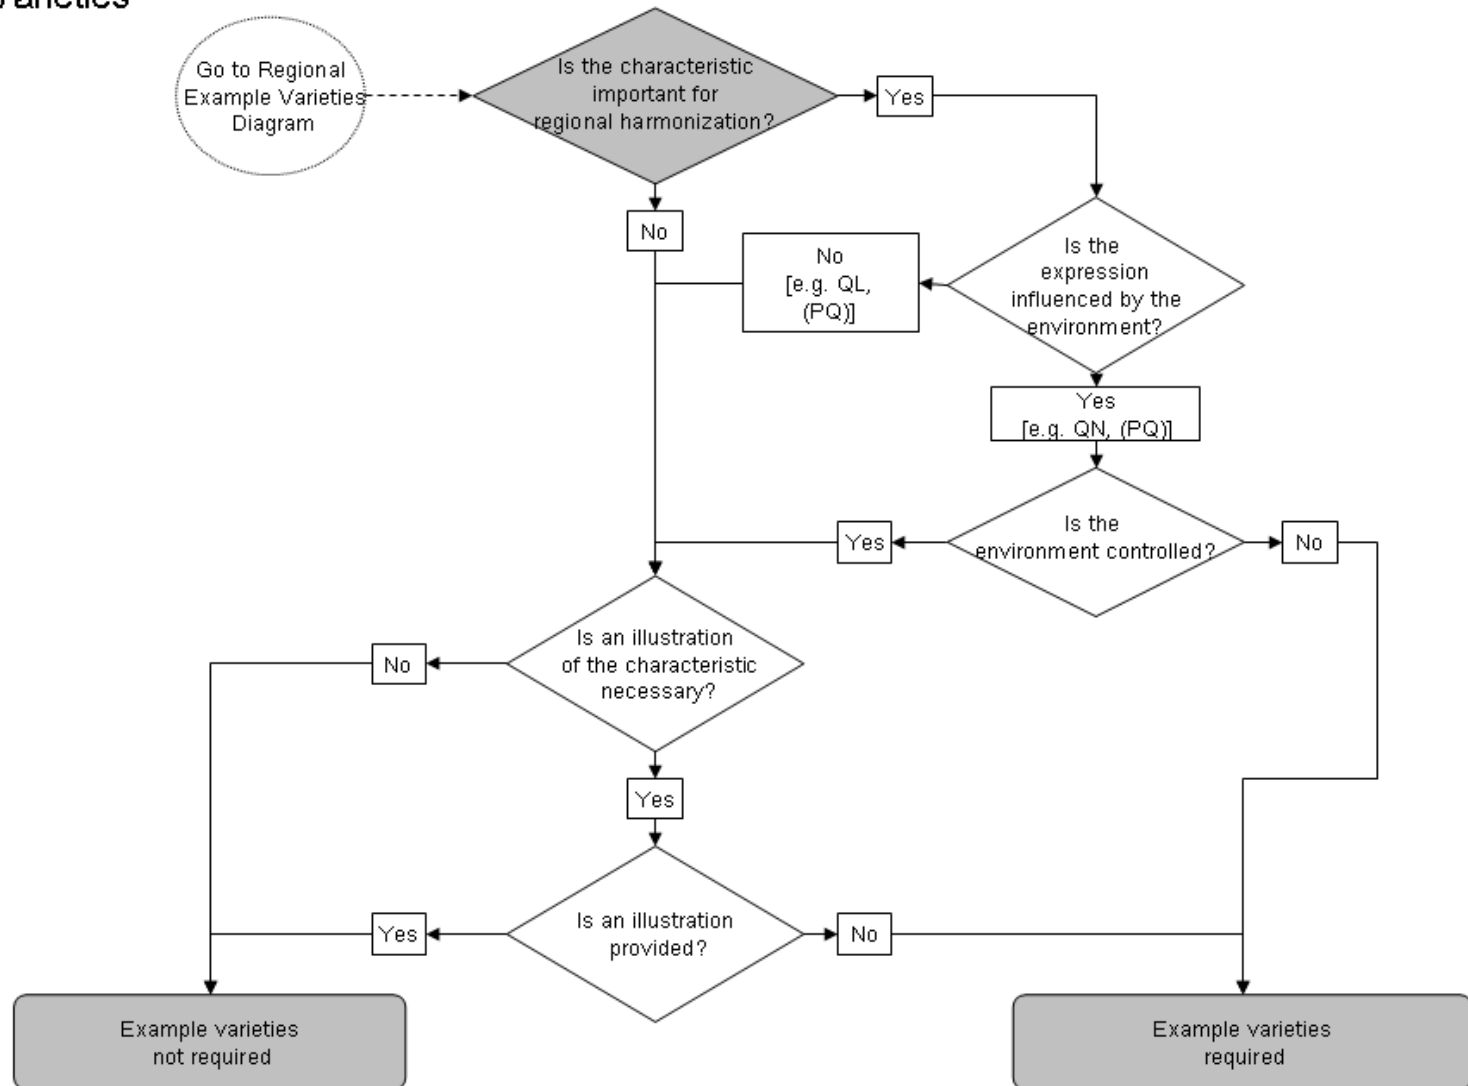 Go to Regional
Example Varieties
Diagram
Is the characteristic
important for
regional harmonization?
Yes
No
No
[e.g. QL,
(PQ)]
Is the
expression
influenced by the
environment?
Yes
[e.g. QN, (PQ)]
Yes
Is the
environment controlled?
No
Is an illustration
of the characteristic
necessary?
No
Yes
Yes
Is an illustration
provided?
No
Example varieties
not required
Example varieties
required